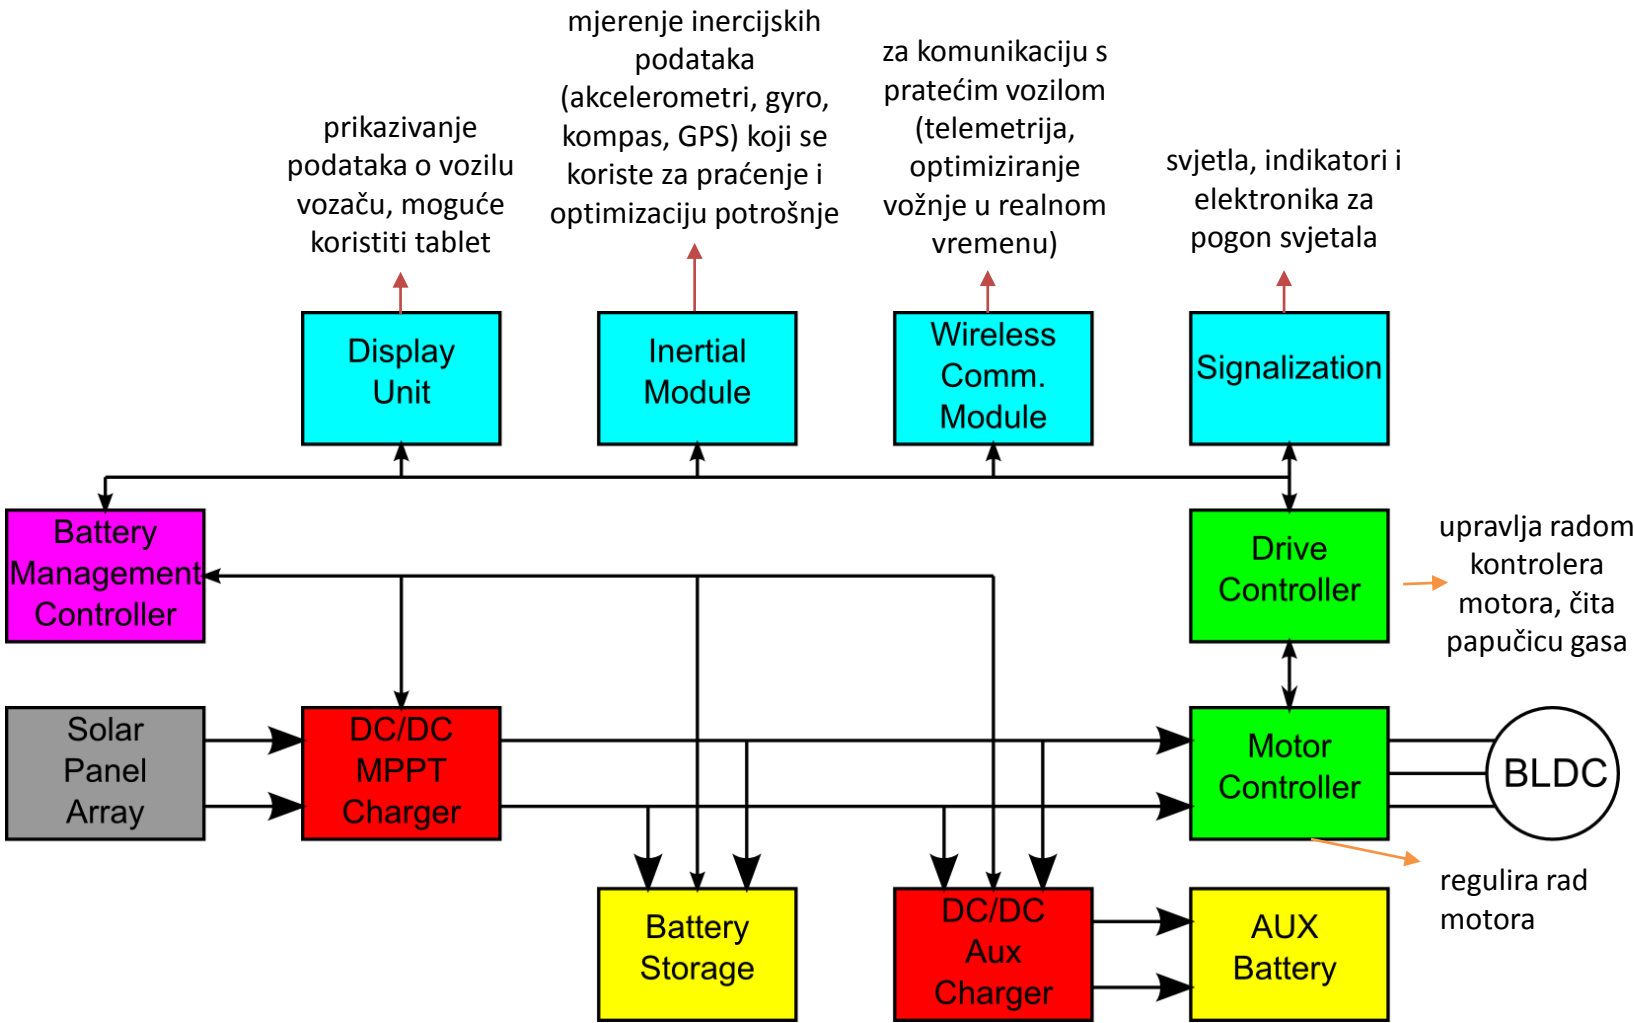 mjerenje inercijskih
podataka
(akcelerometri, gyro,
kompas, GPS) koji se
koriste za praćenje i
optimizaciju potrošnje
za komunikaciju s
pratećim vozilom
(telemetrija,
optimiziranje
vožnje u realnom
vremenu)
prikazivanje
podataka o vozilu
vozaču, moguće
koristiti tablet
svjetla, indikatori i
elektronika za
pogon svjetala
Display
Unit
Inertial
Module
Wireless
Comm.
Module
Signalization
Battery
Management
Controller
Drive
Controller
upravlja radom
kontrolera
motora, čita
papučicu gasa
Solar
Panel
Array
DC/DC
MPPT
Charger
Motor
Controller
BLDC
regulira rad
motora
Battery
Storage
DC/DC
Aux
Charger
AUX
Battery